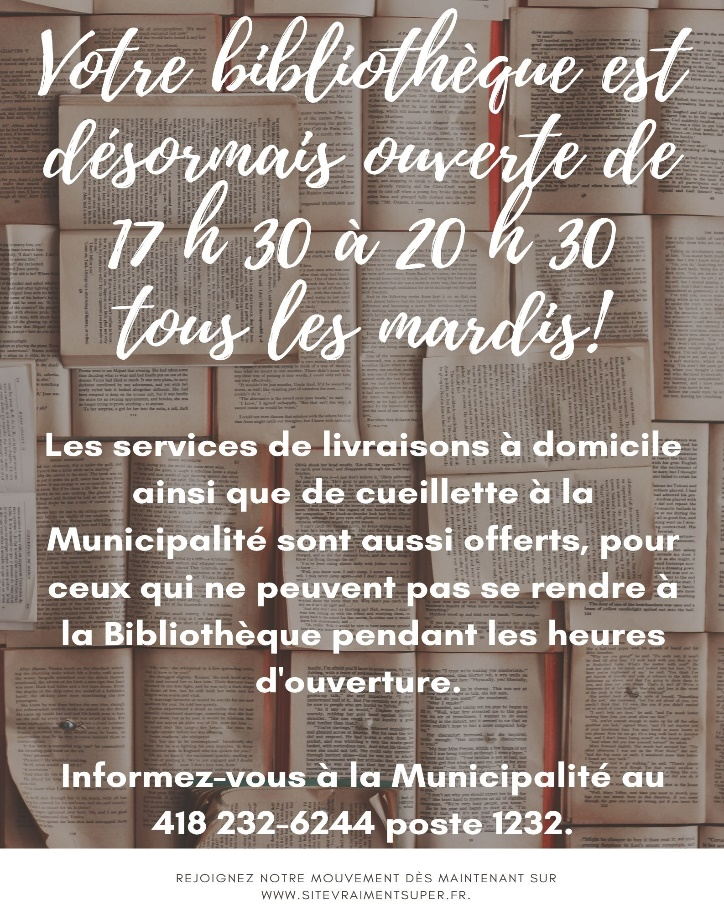 Votre bibliothèque est
désormais ouverte de
17 h 30 à 20 h 30
tous les mardis!
Les services de livraisons à domicile
ainsi que de cueillette à la
Municipalité sont aussi offerts, pour
ceux qui ne peuvent pas se rendre à
la Bibliothèque pendant les heures
d'ouverture.
Informez-vous à la Municipalité au
418 232-6244 poste 1232.
REJOIGNEZ NOTRE MOUVEMENT DÈS MAINTENANT SUR
WWW.SITEVRAIMENTSUPER.FR.